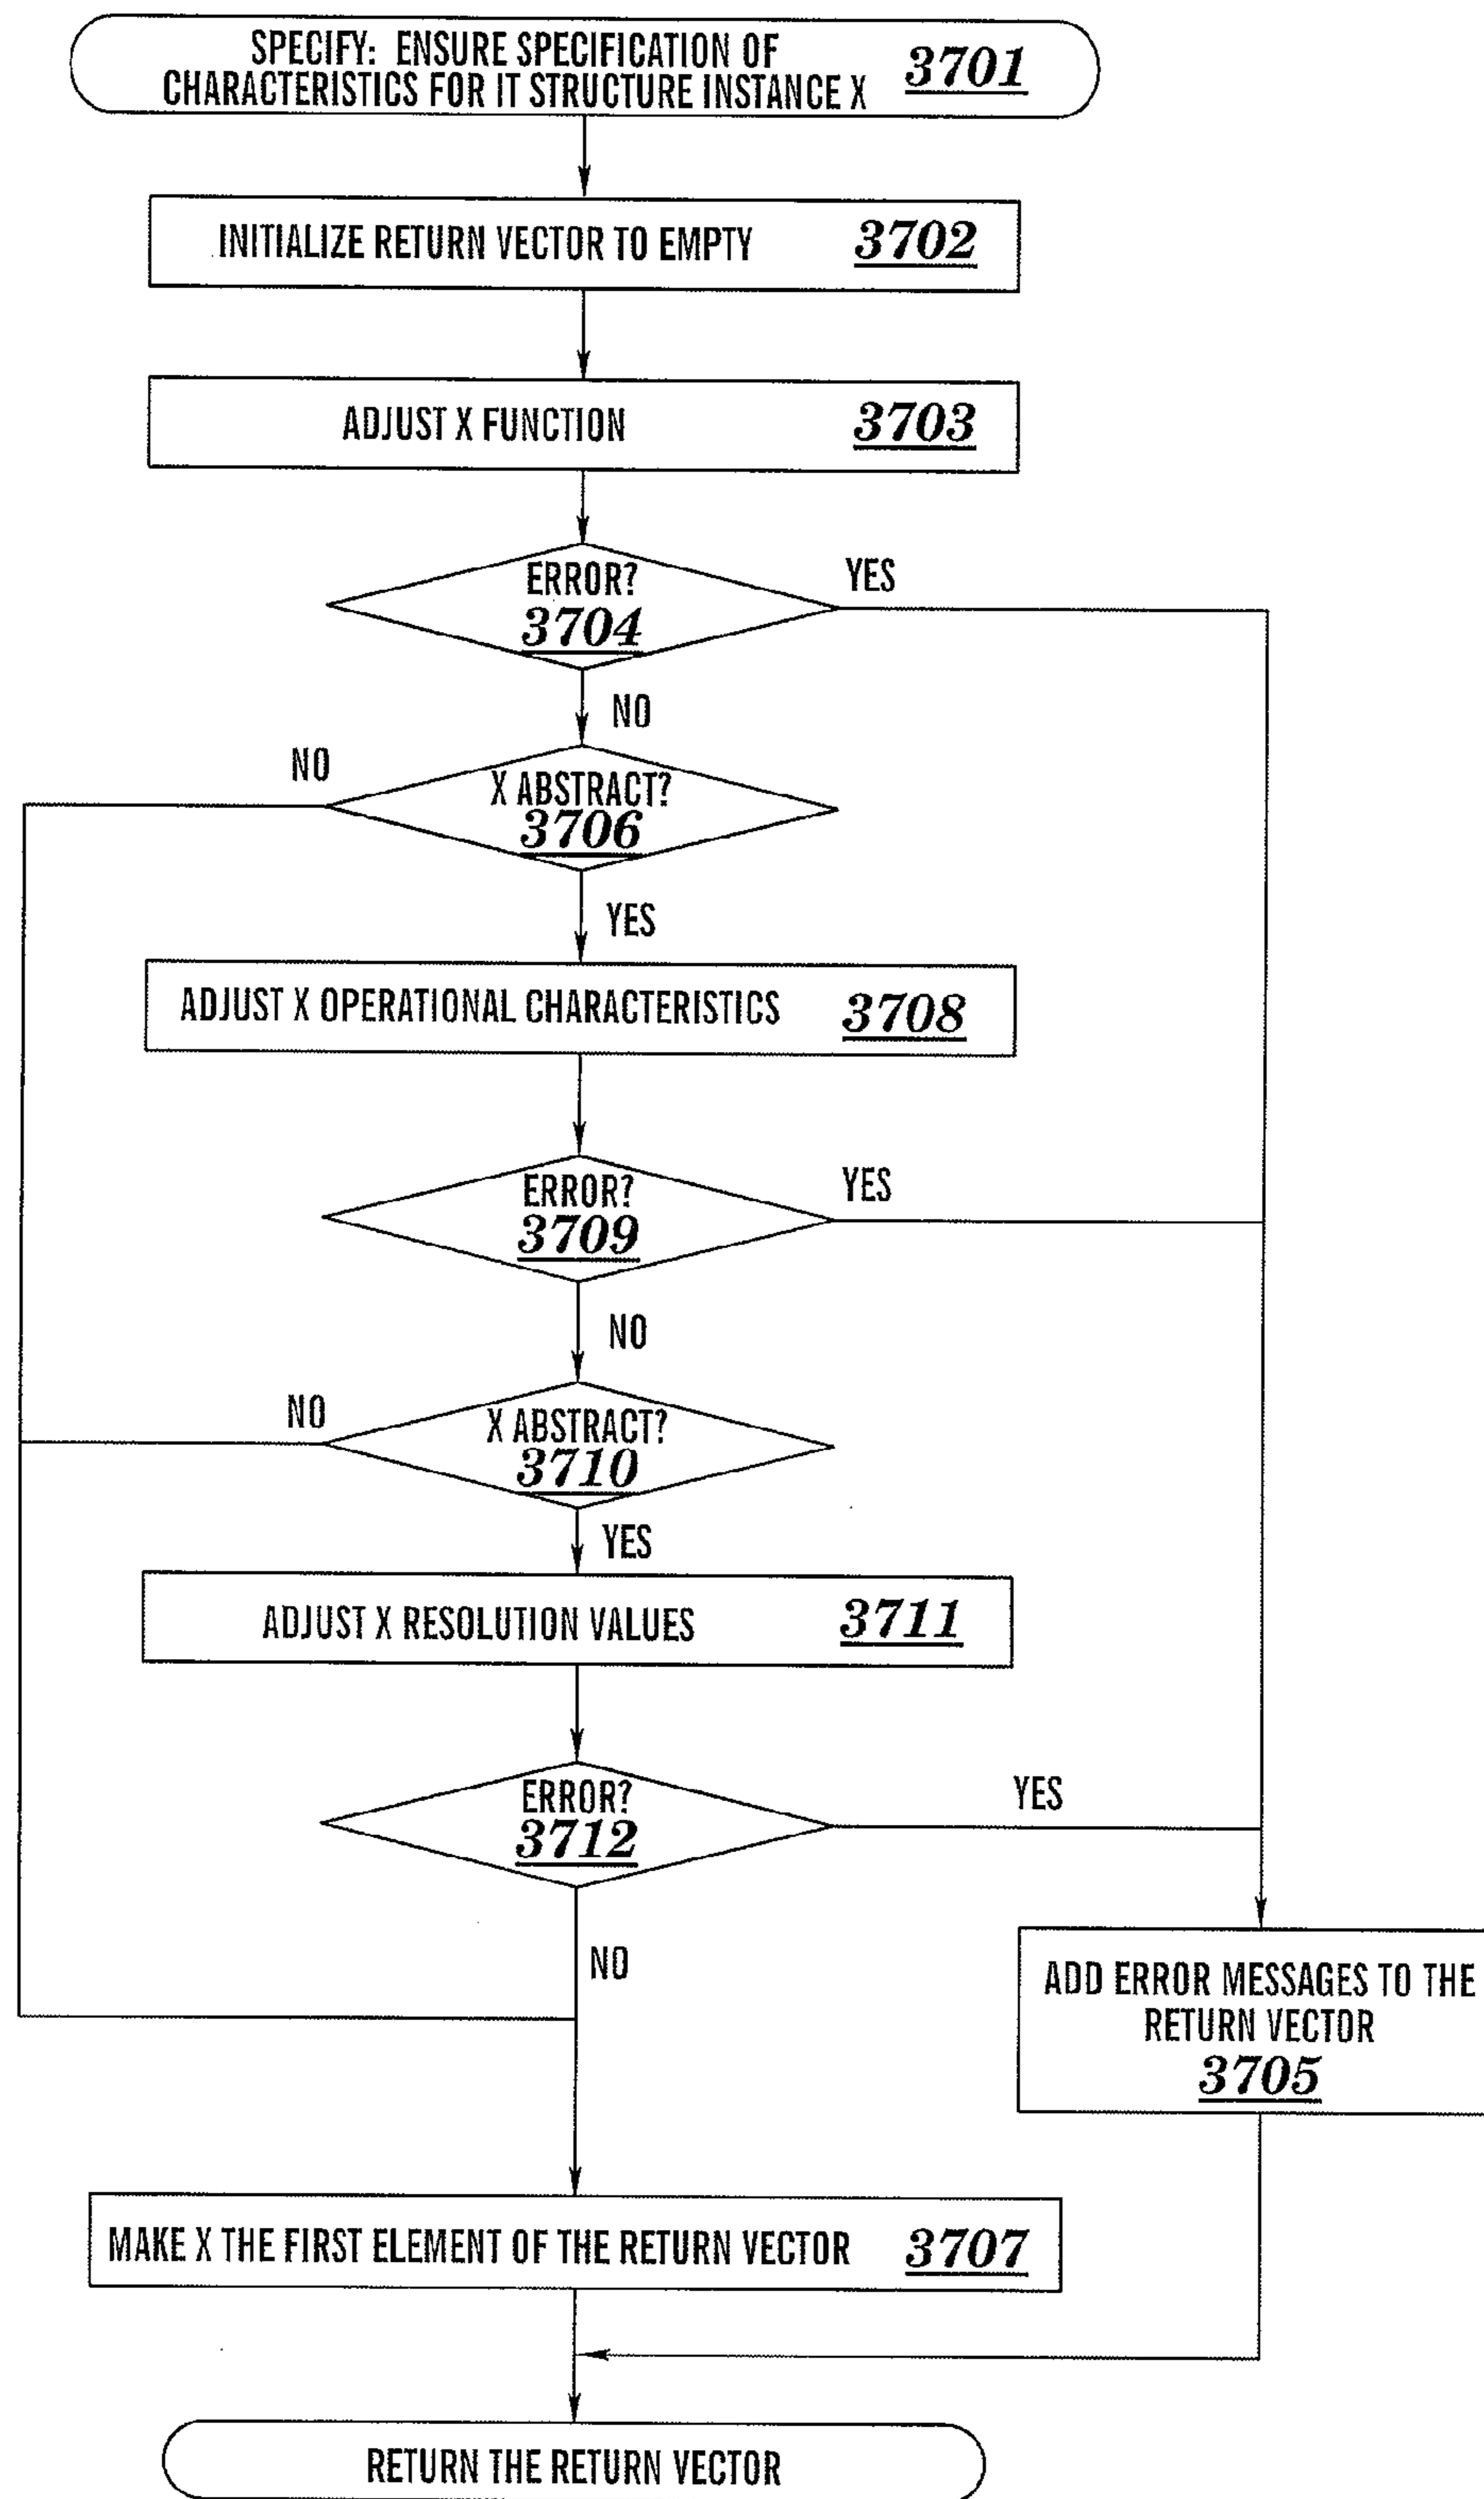 SPECIFY: ENSURE SPECIFICATION OF
CHARACTERISTICS FOR IT STRUCTURE INSTANCE X 3701
INITIALIZE RETURN VECTOR TO EMPTY 3702
ADJUST X FUNCTION 3703
ERROR?
3704
YES
NO
X ABSTRACT?
3706
NO
YES
ADJUST X OPERATIONAL CHARACTERISTICS 3708
ERROR?
3709
YES
NO
X ABSTRACT?
3710
NO
YES
ADJUST X RESOLUTION VALUES 3711
ERROR?
3712
YES
NO
ADD ERROR MESSAGES TO THE
RETURN VECTOR
3705
MAKE X THE FIRST ELEMENT OF THE RETURN VECTOR 3707
RETURN THE RETURN VECTOR